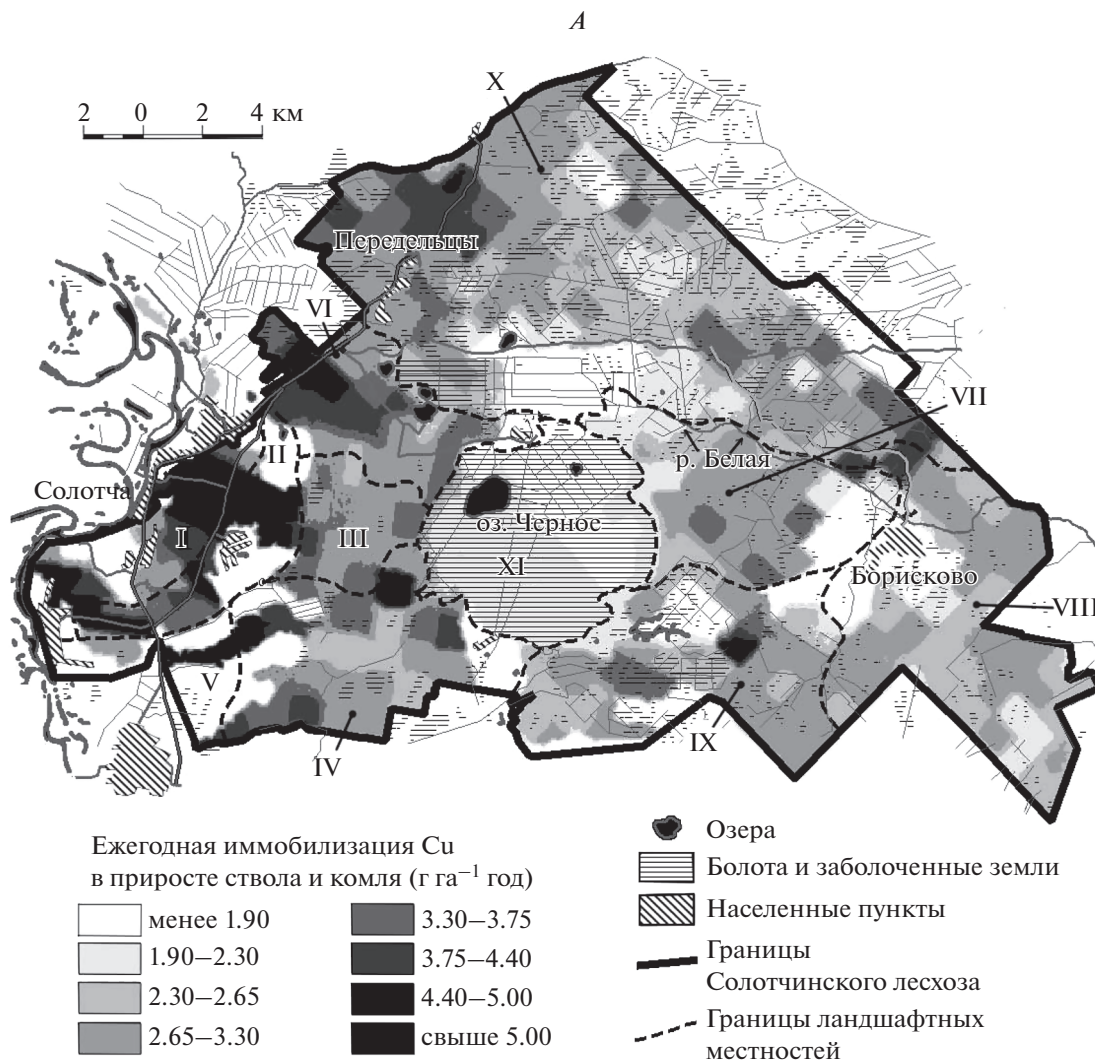 А
X
2 0 2 4 км
Передельцы
VI
VII
II
р. Белая
Солотча
оз. Черное
I
III
XI
Борисково
VIII
V
IX
IV
Ежегодная иммобилизация Cu
в приросте ствола и комля (г га⁻¹ год)
менее 1.90
1.90–2.30
2.30–2.65
2.65–3.30
3.30–3.75
3.75–4.40
4.40–5.00
свыше 5.00
Озера
Болота и заболоченные земли
Населенные пункты
Границы
Солотчинского лесхоза
Границы ландшафтных
местностей